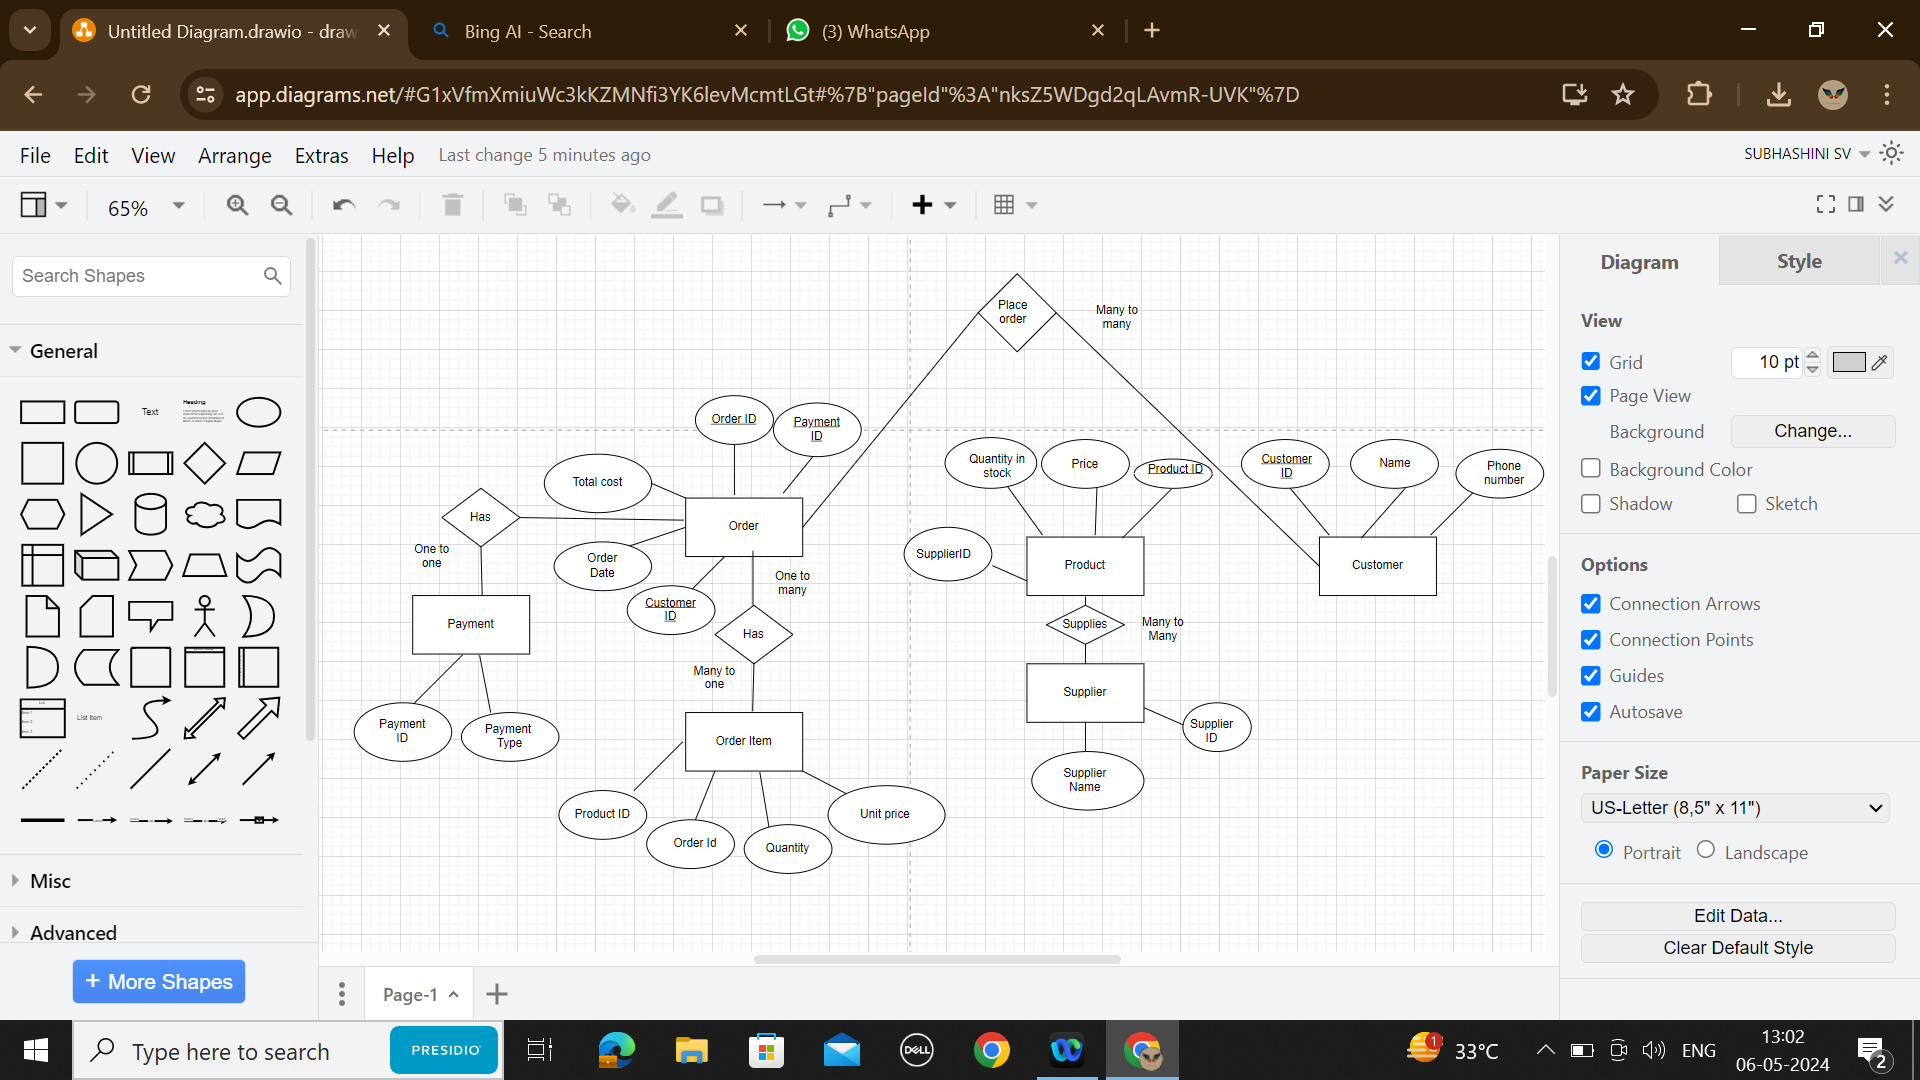 Untitled Diagram.drawio - draw
Bing AI - Search
(3) WhatsApp
app.diagrams.net/#G1xVfmXmiuWc3kKZMNfi3YK6levMcmtLGt#%7B"pageId"%3A"nksZ5WDgd2qLAvmR-UVK"%7D
File Edit View Arrange Extras Help Last change 5 minutes ago
SUBHASHINI SV
65%
Search Shapes
General
Text
Heading
List
List Item
Misc
Advanced
+ More Shapes
Place
order
Many to
many
Order ID
Payment
ID
Total cost
Has
Order
One to
one
Order
Date
One to
many
Customer
ID
Payment
Has
Many to
one
Payment
ID
Payment
Type
Order Item
Product ID
Order Id
Quantity
Unit price
Quantity in
stock
Price
Product ID
Customer
ID
Name
Phone
number
SupplierID
Product
Customer
Supplies
Many to
Many
Supplier
Supplier
ID
Supplier
Name
Page-1
Diagram
Style
View
Grid
10 pt
Page View
Background
Change...
Background Color
Shadow
Sketch
Options
Connection Arrows
Connection Points
Guides
Autosave
Paper Size
US-Letter (8,5" x 11")
Portrait
Landscape
Edit Data...
Clear Default Style
Type here to search
PRESIDIO
DELL
1
33°C
ENG
13:02
06-05-2024
2